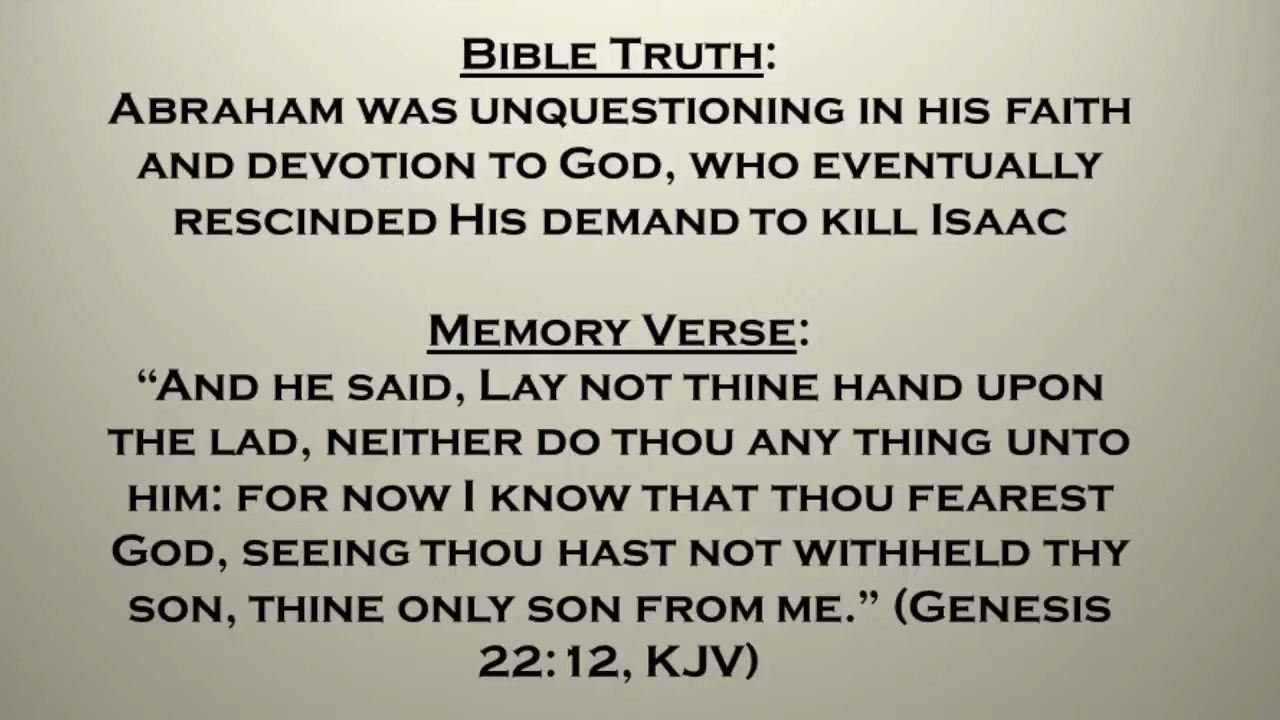 Bible Truth:
Abraham was unquestioning in his faith
and devotion to God, who eventually
rescinded His demand to kill Isaac
Memory Verse:
“And he said, Lay not thine hand upon
the lad, neither do thou any thing unto
him: for now I know that thou fearest
God, seeing thou hast not withheld thy
son, thine only son from me.” (Genesis
22:12, KJV)